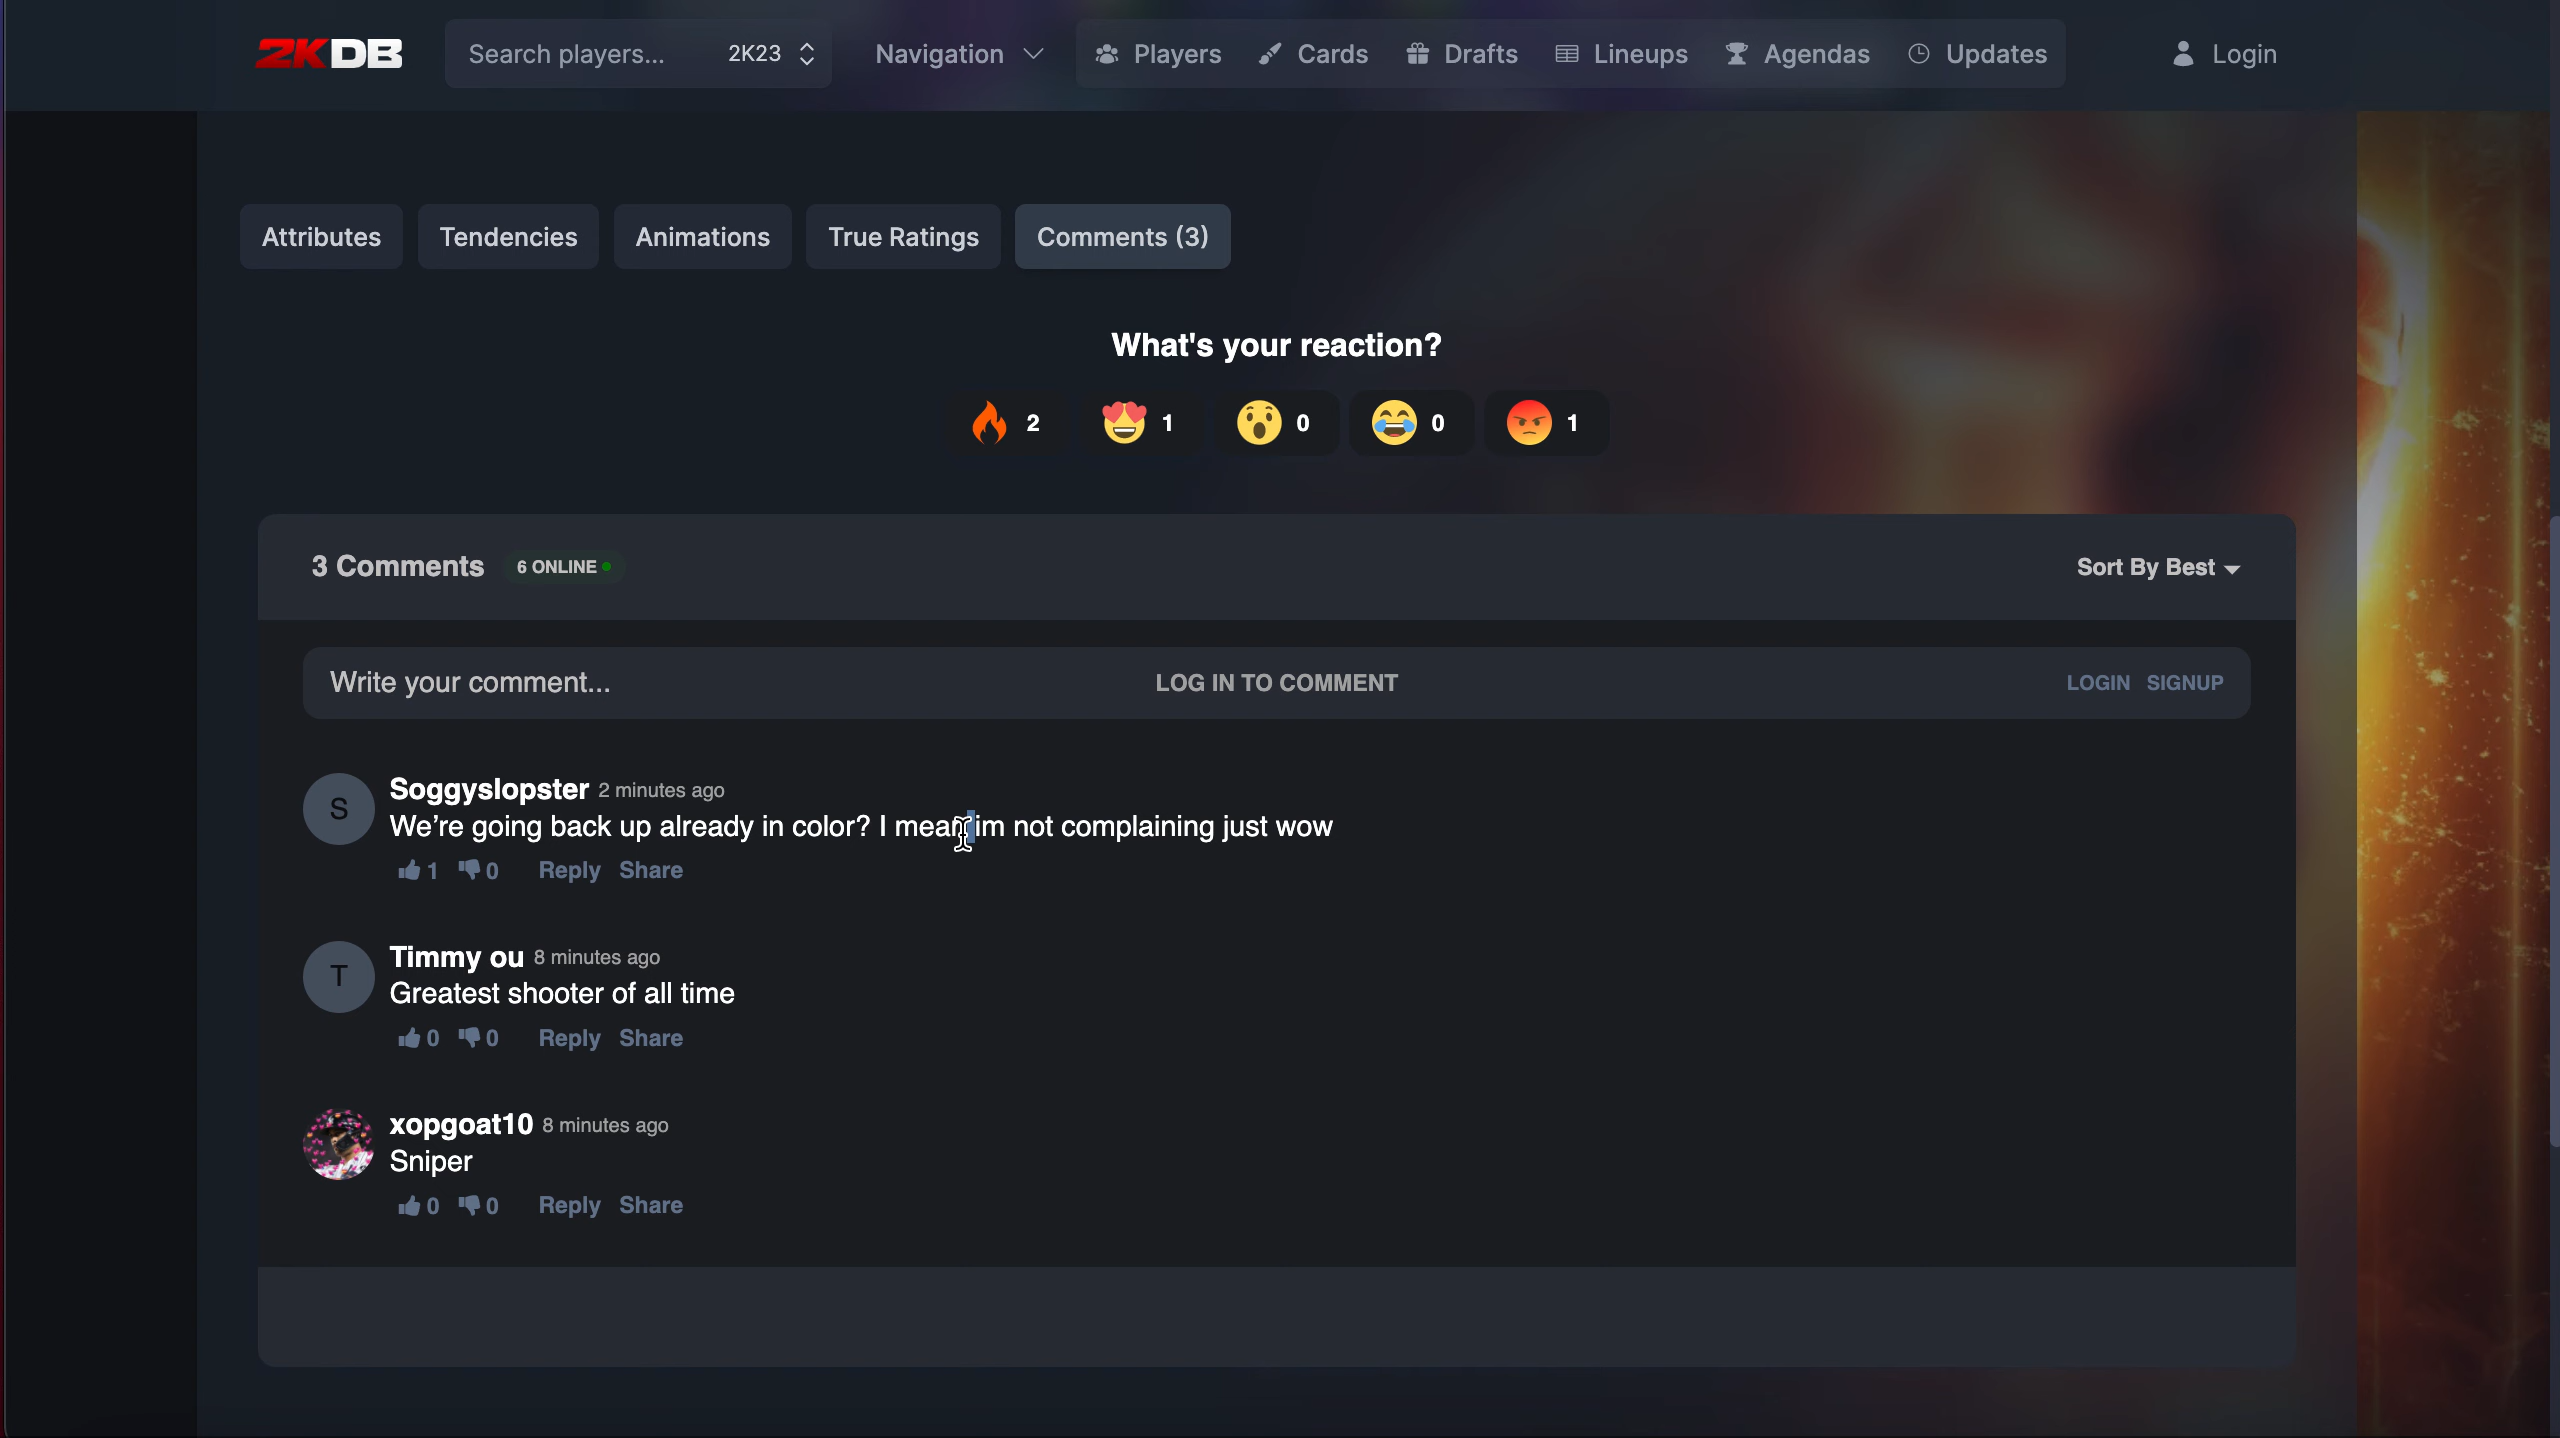 2KDB Search players... 2K23 Navigation Players Cards Drafts Lineups Agendas Updates Login
Attributes Tendencies Animations True Ratings Comments (3)
What's your reaction?
2 1 0 0 1
3 Comments 6 ONLINE Sort By Best
Write your comment... LOG IN TO COMMENT LOGIN SIGNUP
S
Soggyslopster 2 minutes ago
We’re going back up already in color? I mean im not complaining just wow
1 0 Reply Share
T
Timmy ou 8 minutes ago
Greatest shooter of all time
0 0 Reply Share
xopgoat10 8 minutes ago
Sniper
0 0 Reply Share